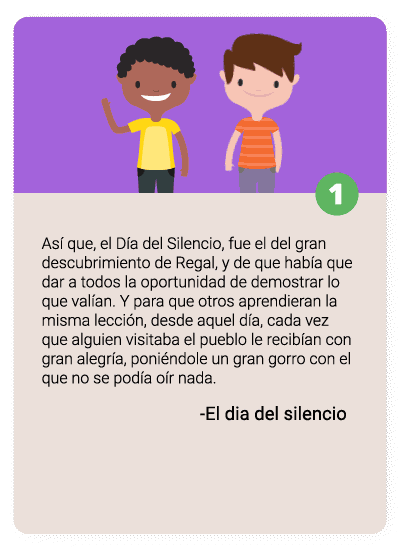 1
Así que, el Día del Silencio, fue el del gran
descubrimiento de Regal, y de que había que
dar a todos la oportunidad de demostrar lo
que valían. Y para que otros aprendieran la
misma lección, desde aquel día, cada vez
que alguien visitaba el pueblo le recibían con
gran alegría, poniéndole un gran gorro con el
que no se podía oír nada.
-El dia del silencio